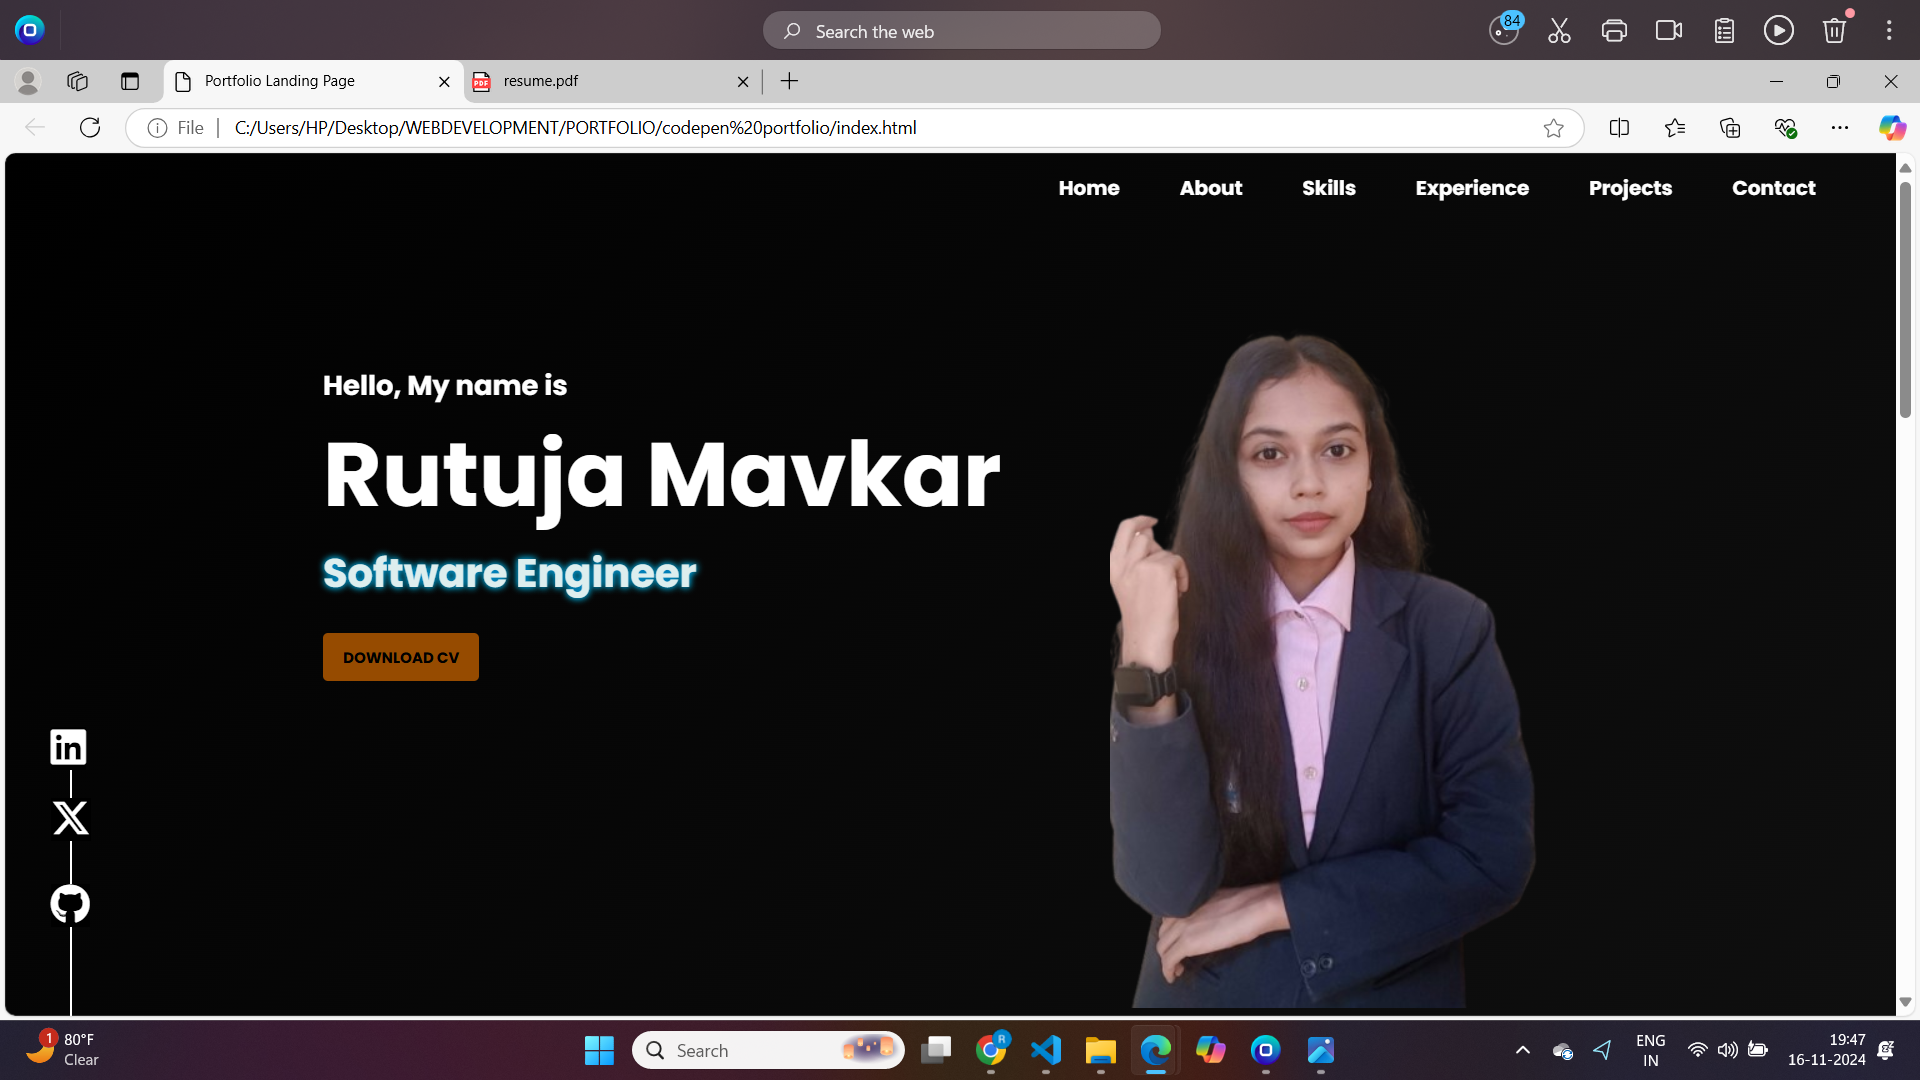 Search the web
84
Portfolio Landing Page
PDF
resume.pdf
File
C:/Users/HP/Desktop/WEBDEVELOPMENT/PORTFOLIO/codepen%20portfolio/index.html
Home
About
Skills
Experience
Projects
Contact
Hello, My name is
Rutuja Mavkar
Software Engineer
DOWNLOAD CV
in
1
80°F
Clear
Search
R
ENG
IN
19:47
16-11-2024